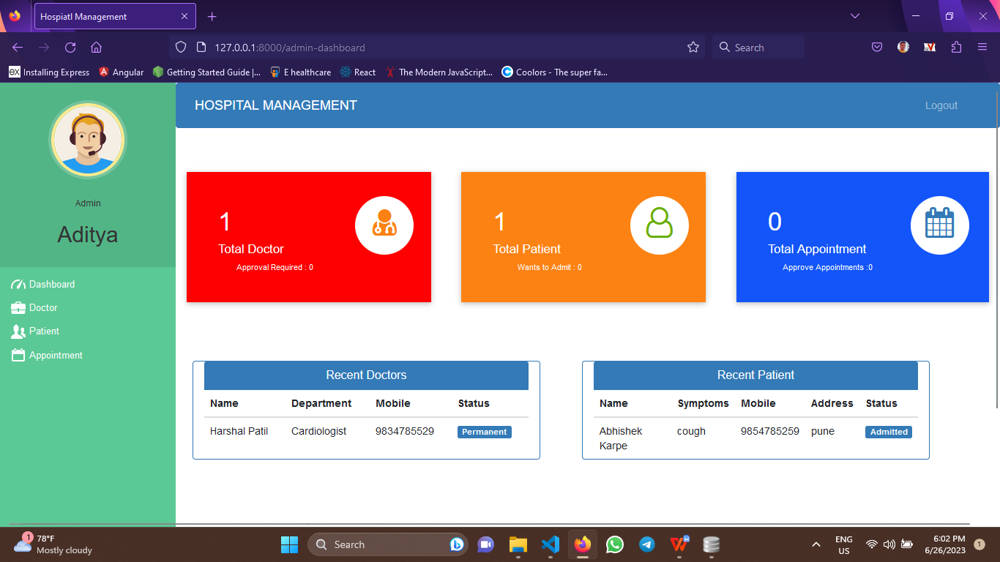 Hospiatl Management
127.0.0.1:8000/admin-dashboard
Search
ex Installing Express
Angular
Getting Started Guide |...
E healthcare
React
The Modern JavaScript...
Coolors - The super fa...
HOSPITAL MANAGEMENT
Logout
Admin
Aditya
Dashboard
Doctor
Patient
Appointment
1
Total Doctor
Approval Required : 0
1
Total Patient
Wants to Admit : 0
0
Total Appointment
Approve Appointments :0
Recent Doctors
Name Department Mobile Status
Harshal Patil Cardiologist 9834785529 Permanent
Recent Patient
Name Symptoms Mobile Address Status
Abhishek cough 9854785259 pune Admitted
Karpe
1
78°F
Mostly cloudy
Search
ENG
US
6:02 PM
6/26/2023
1